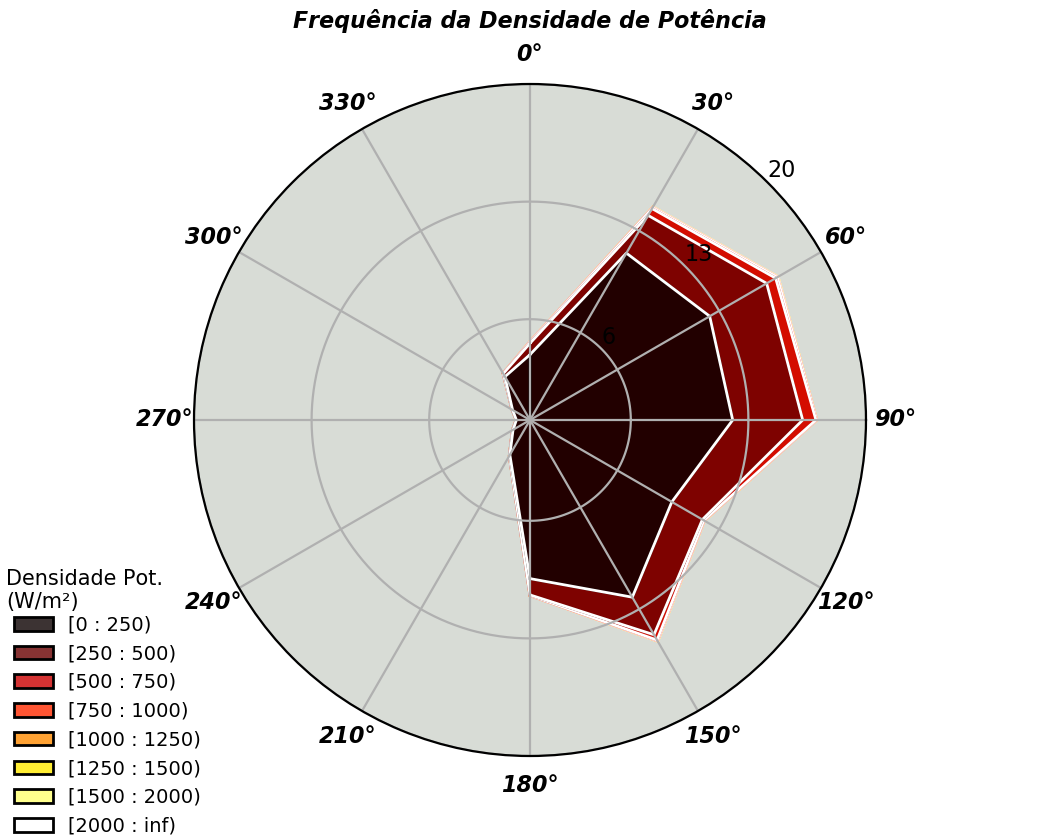 Frequência da Densidade de Potência
0°
330°
30°
20
300°
60°
13
6
270°
90°
240°
120°
210°
150°
180°
Densidade Pot.
(W/m²)
[0 : 250)
[250 : 500)
[500 : 750)
[750 : 1000)
[1000 : 1250)
[1250 : 1500)
[1500 : 2000)
[2000 : inf)